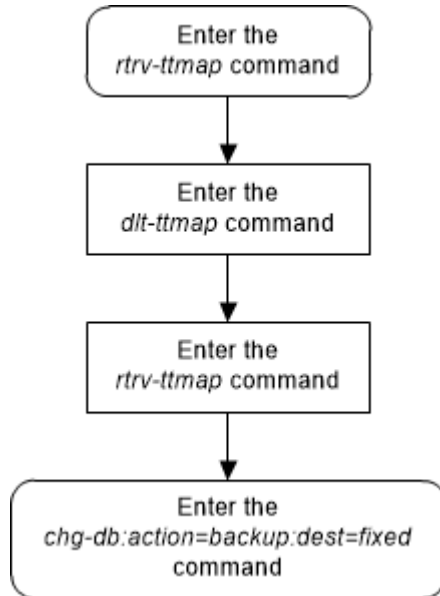 Enter the
rtrv-ttmap command
Enter the
dlt-ttmap command
Enter the
rtrv-ttmap command
Enter the
chg-db:action=backup:dest=fixed
command